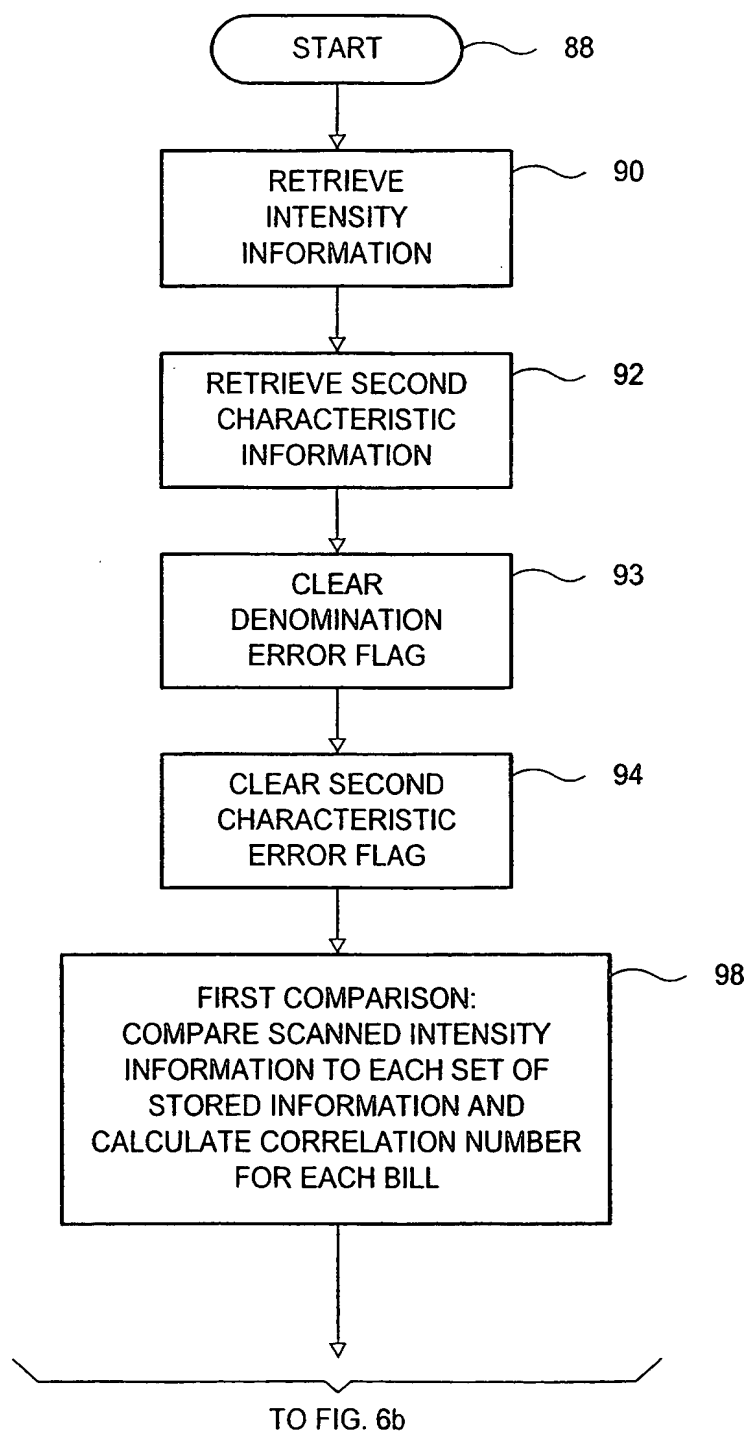 START
88
RETRIEVE
INTENSITY
INFORMATION
90
RETRIEVE SECOND
CHARACTERISTIC
INFORMATION
92
CLEAR
DENOMINATION
ERROR FLAG
93
CLEAR SECOND
CHARACTERISTIC
ERROR FLAG
94
FIRST COMPARISON:
COMPARE SCANNED INTENSITY
INFORMATION TO EACH SET OF
STORED INFORMATION AND
CALCULATE CORRELATION NUMBER
FOR EACH BILL
98
TO FIG. 6b